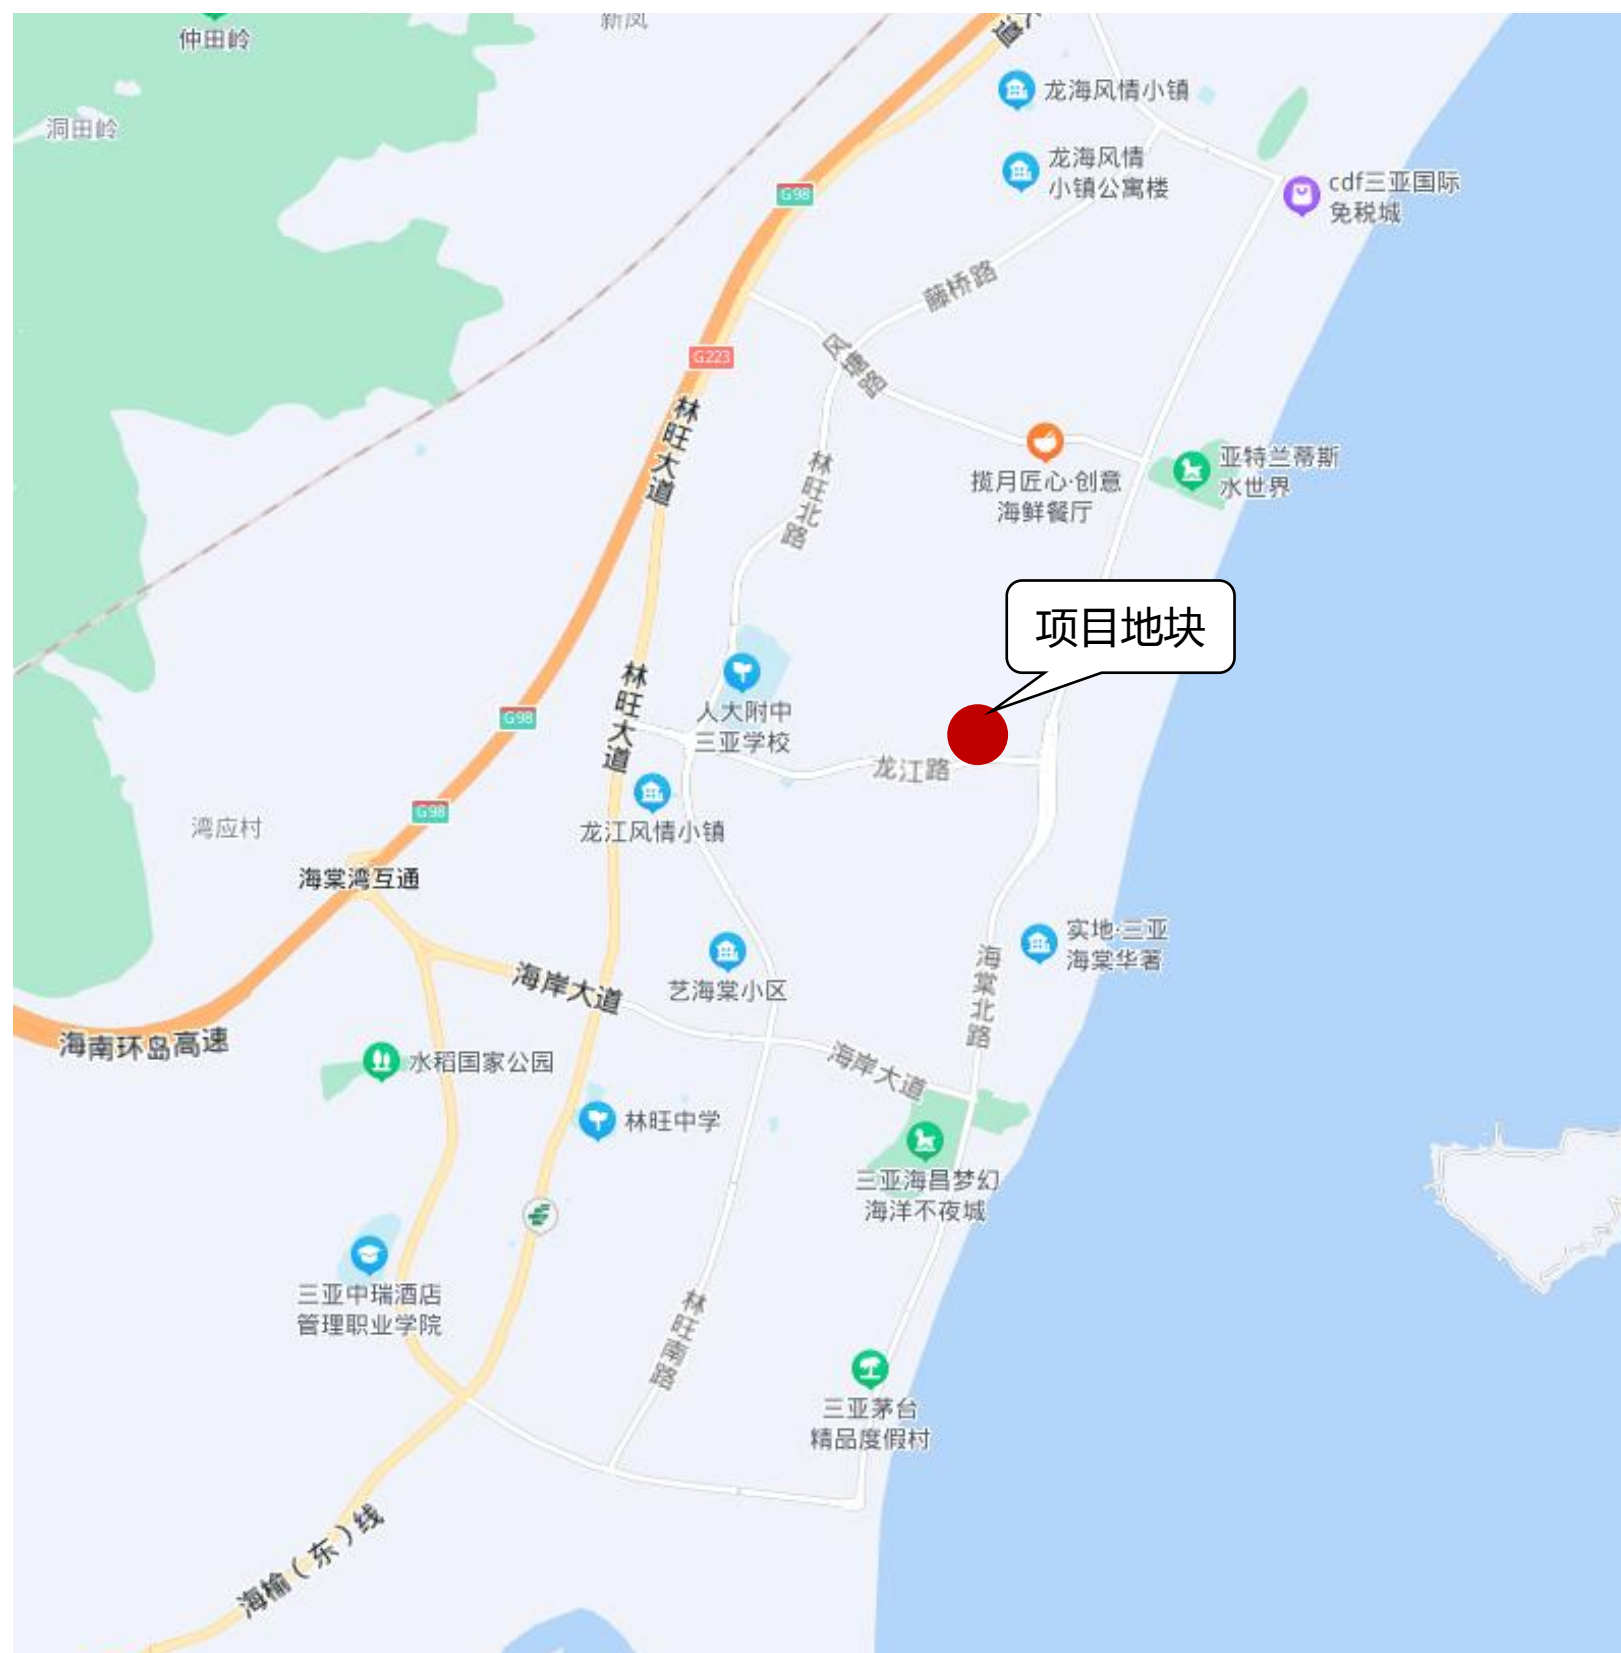 新凤
道
仲田岭
龙海风情小镇
洞田岭
龙海风情
小镇公寓楼
cdf三亚国际
免税城
G98
藤桥路
G223
风塘路
林旺大道
林旺北路
亚特兰蒂斯
水世界
揽月匠心·创意
海鲜餐厅
项目地块
林旺大道
人大附中
三亚学校
G98
龙江路
G98
湾应村
龙江风情小镇
海棠湾互通
实地·三亚
海棠华著
海棠北路
海岸大道
艺海棠小区
海南环岛高速
水稻国家公园
海岸大道
林旺中学
三亚海昌梦幻
海洋不夜城
三亚中瑞酒店
管理职业学院
林旺南路
三亚茅台
精品度假村
海榆（东）线